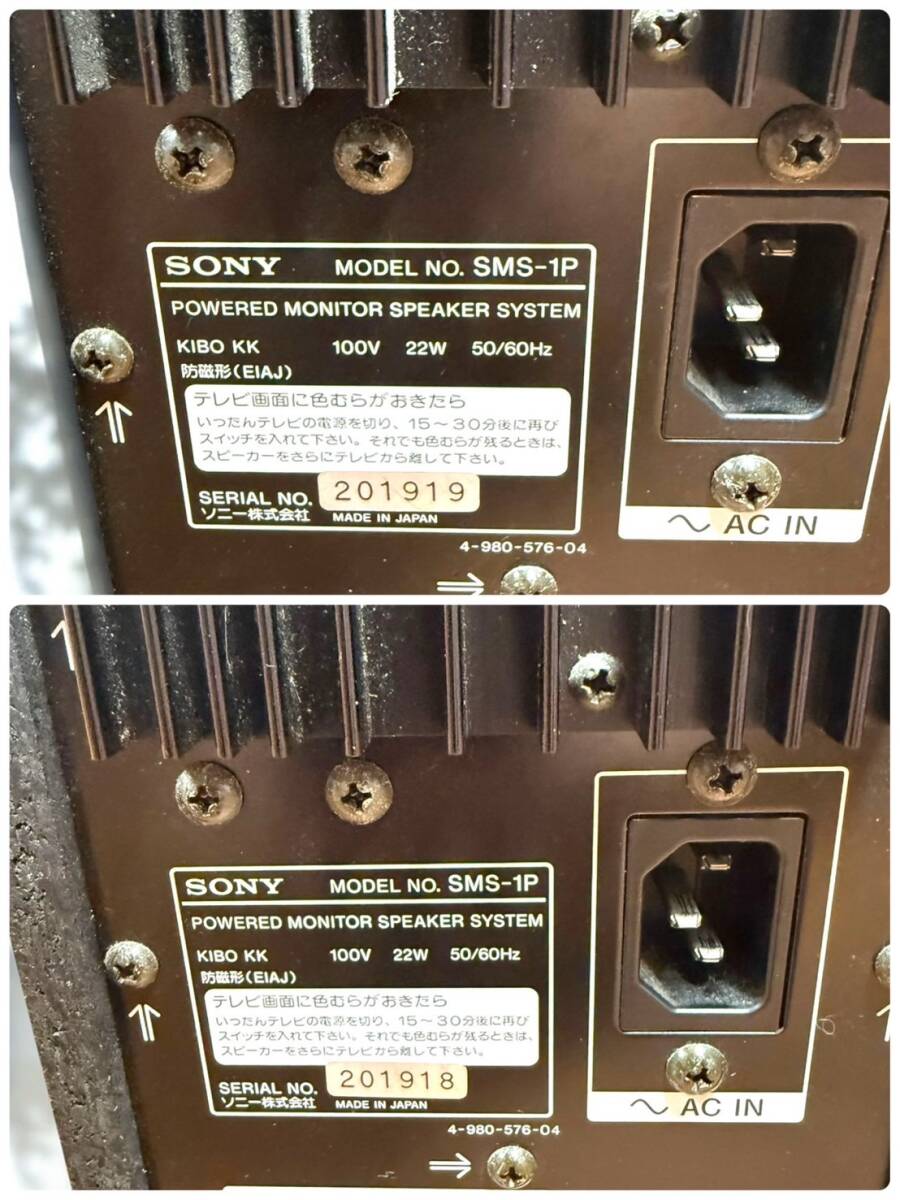 SONY MODEL NO. SMS-1P
POWERED MONITOR SPEAKER SYSTEM
KIBO KK 100V 22W 50/60Hz
防磁形(EIAJ)
テレビ画面に色むらがおきたら
いったんテレビの電源を切り、15～30分後に再び
スイッチを入れて下さい。それでも色むらが残るときは、
スピーカーをさらにテレビから離して下さい。
SERIAL NO. 201919
ソニー株式会社 MADE IN JAPAN
4-980-576-04
～ AC IN
SONY MODEL NO. SMS-1P
POWERED MONITOR SPEAKER SYSTEM
KIBO KK 100V 22W 50/60Hz
防磁形(EIAJ)
テレビ画面に色むらがおきたら
いったんテレビの電源を切り、15～30分後に再び
スイッチを入れて下さい。それでも色むらが残るときは、
スピーカーをさらにテレビから離して下さい。
SERIAL NO. 201918
ソニー株式会社 MADE IN JAPAN
4-980-576-04
～ AC IN